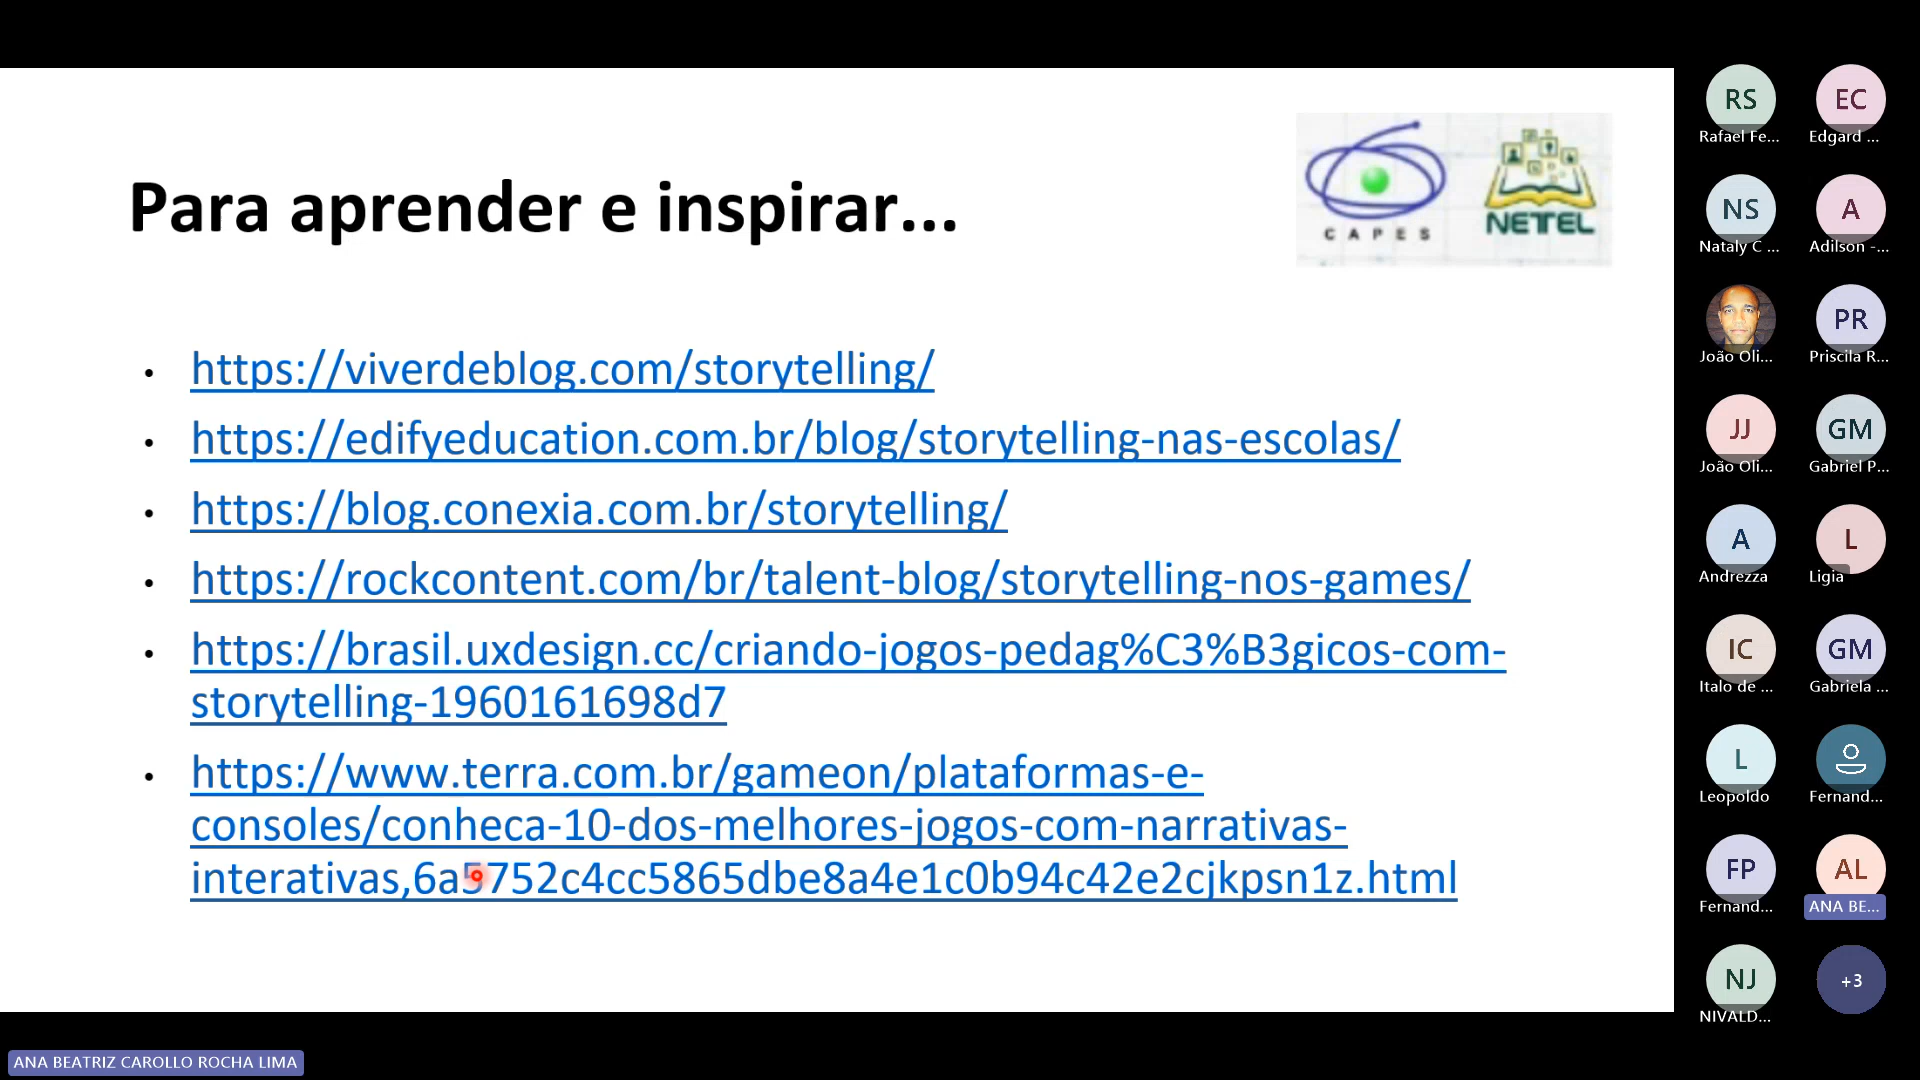 Para aprender e inspirar...
CAPES
NETEL
• https://viverdeblog.com/storytelling/
• https://edifyeducation.com.br/blog/storytelling-nas-escolas/
• https://blog.conexia.com.br/storytelling/
• https://rockcontent.com/br/talent-blog/storytelling-nos-games/
• https://brasil.uxdesign.cc/criando-jogos-pedag%C3%B3gicos-com-
storytelling-1960161698d7
• https://www.terra.com.br/gameon/plataformas-e-
consoles/conheca-10-dos-melhores-jogos-com-narrativas-
interativas,6a5752c4cc5865dbe8a4e1c0b94c42e2cjkpsn1z.html
RS
EC
Rafael Fe...
Edgard ...
NS
A
Nataly C ...
Adilson -...
PR
João Oli...
Priscila R...
JJ
GM
João Oli...
Gabriel P...
A
L
Andrezza
Ligia
IC
GM
Italo de ...
Gabriela ...
L
Leopoldo
Fernand...
FP
AL
Fernand...
ANA BE...
NJ
+3
NIVALD...
ANA BEATRIZ CAROLLO ROCHA LIMA